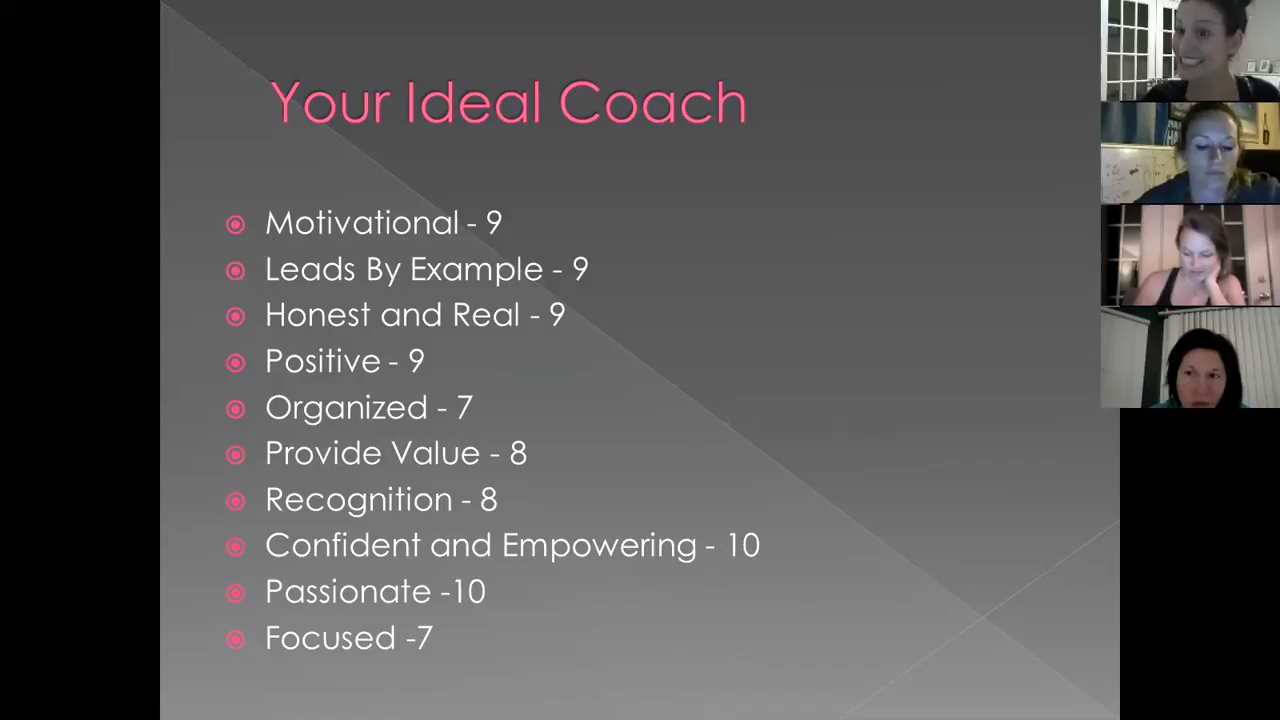 Your Ideal Coach
Motivational - 9
Leads By Example - 9
Honest and Real - 9
Positive - 9
Organized - 7
Provide Value - 8
Recognition - 8
Confident and Empowering - 10
Passionate -10
Focused -7